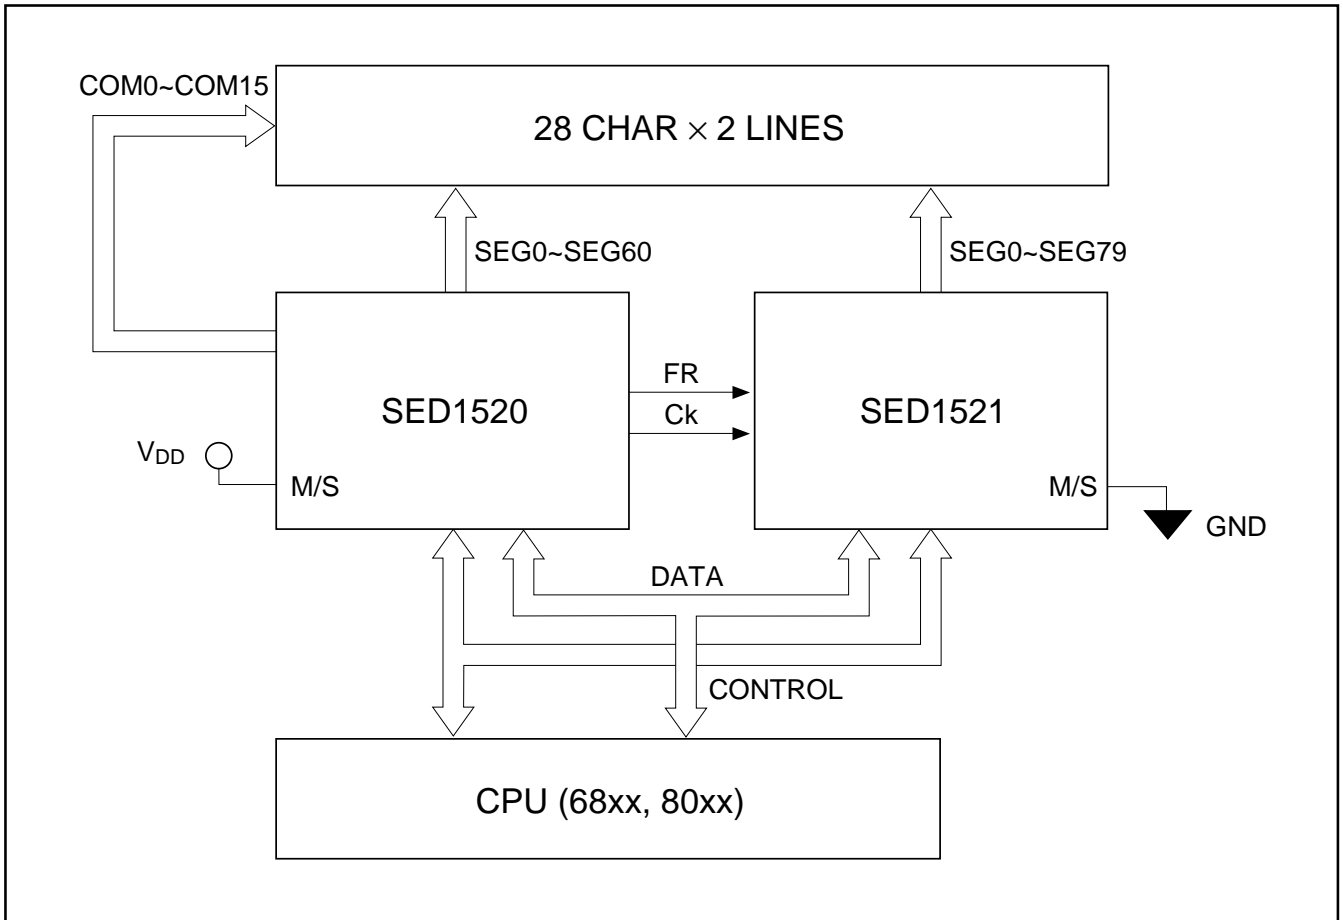 COM0~COM15
28 CHAR × 2 LINES
SEG0~SEG60
SEG0~SEG79
FR
Ck
SED1520
SED1521
VDD
M/S
M/S
GND
DATA
CONTROL
CPU (68xx, 80xx)